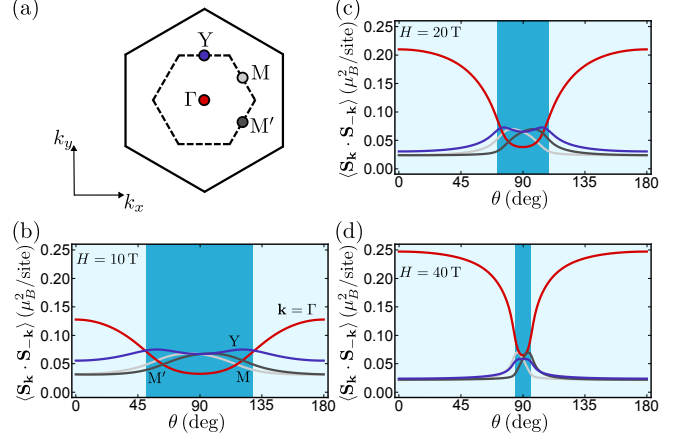 (a)
Y
M
Γ
M′
k_y
k_x
(b)
⟨S_k · S_−k⟩ (μ_B^2/site)
0.25
0.20
0.15
0.10
0.05
0.00
H = 10 T
k = Γ
Y
M′
M
0 45 90 135 180
θ (deg)
(c)
⟨S_k · S_−k⟩ (μ_B^2/site)
0.25
0.20
0.15
0.10
0.05
0.00
H = 20 T
0 45 90 135 180
θ (deg)
(d)
⟨S_k · S_−k⟩ (μ_B^2/site)
0.25
0.20
0.15
0.10
0.05
0.00
H = 40 T
0 45 90 135 180
θ (deg)